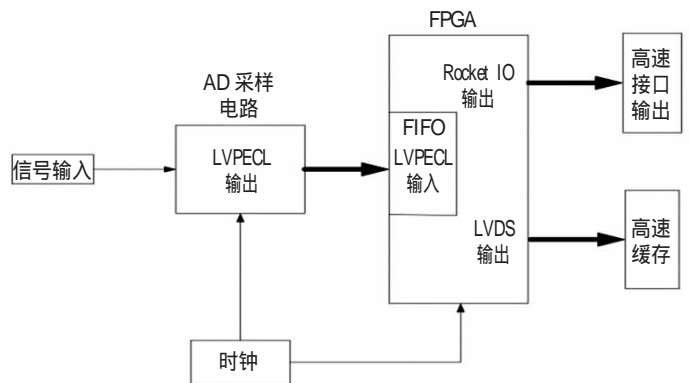 FPGA
AD 采样
电路
信号输入
LVPECL
输出
FIFO
LVPECL
输入
Rocket IO
输出
LVDS
输出
高速
接口
输出
高速
缓存
时钟